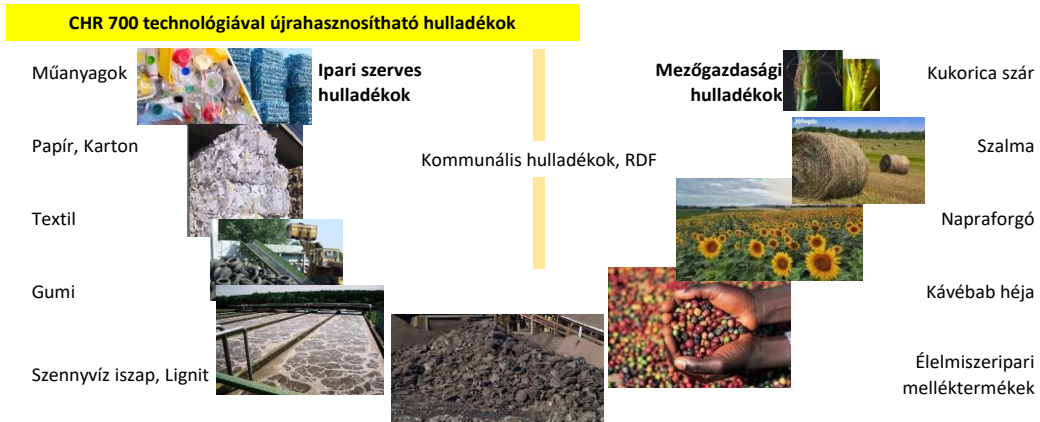 CHR 700 technológiával újrahasznosítható hulladékok
Műanyagok
Ipari szerves
hulladékok
Mezőgazdasági
hulladékok
Kukorica szár
Papír, Karton
Kommunális hulladékok, RDF
Jófogás
Szalma
Textil
Napraforgó
Gumi
Kávébab héja
Szennyvíz iszap, Lignit
Élelmiszeripari
melléktermékek